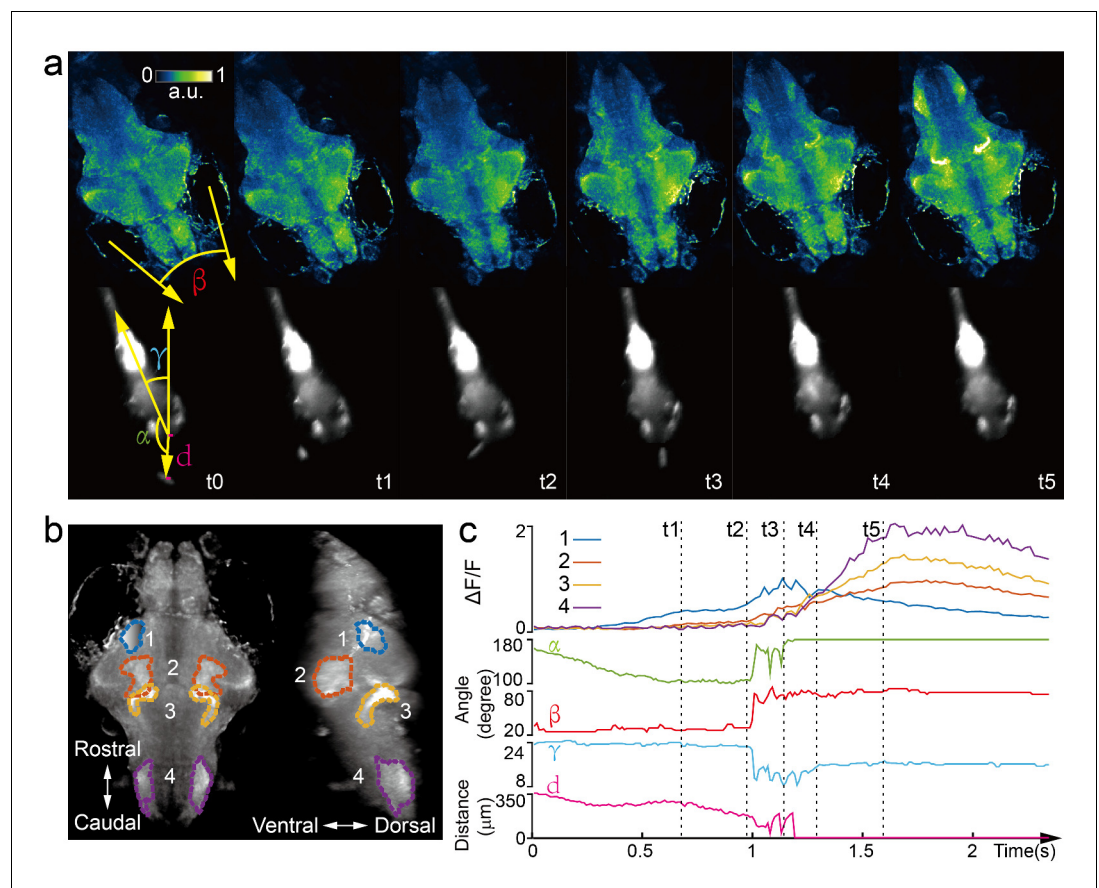 a
0 1
a.u.
β
γ
α
d
t0 t1 t2 t3 t4 t5
b
1
2
3
4
Rostral
Caudal
1
2
3
4
Ventral Dorsal
c
t1 t2 t3 t4 t5
2
ΔF/F
0
1
2
3
4
180
α
100
Angle
(degree)
80
β
20
γ
24
8
d
Distance
(μm)
350
0
0 0.5 1 1.5 2 Time(s)